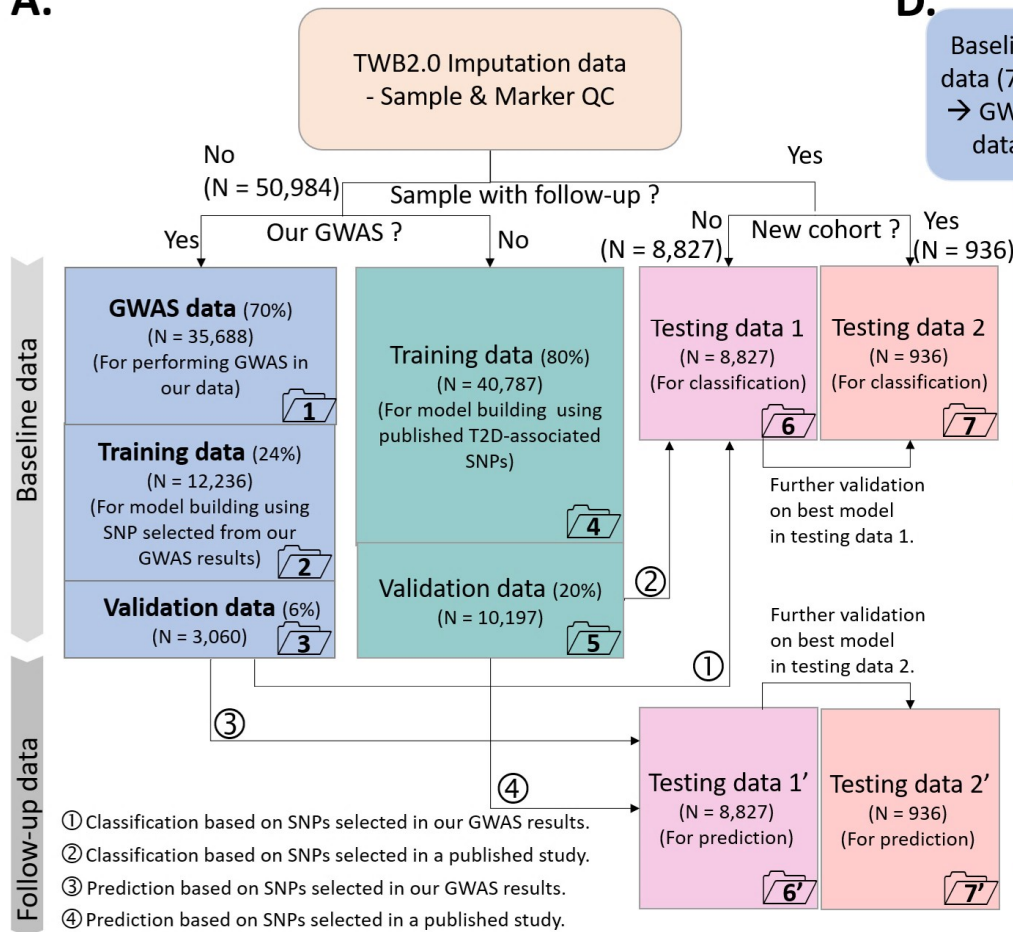 A.
D.
TWB2.0 Imputation data
- Sample & Marker QC
Baseli
data (7
→ GW
data
No
(N = 50,984)
Sample with follow-up ?
Yes
Yes
Our GWAS ?
No
No
(N = 8,827)
New cohort ?
Yes
(N = 936)
Baseline data
GWAS data (70%)
(N = 35,688)
(For performing GWAS in
our data)
1
Training data (24%)
(N = 12,236)
(For model building using
SNP selected from our
GWAS results)
2
Validation data (6%)
(N = 3,060)
3
Training data (80%)
(N = 40,787)
(For model building using
published T2D-associated
SNPs)
4
Validation data (20%)
(N = 10,197)
5
Testing data 1
(N = 8,827)
(For classification)
6
Testing data 2
(N = 936)
(For classification)
7
Further validation
on best model
in testing data 1.
②
①
Further validation
on best model
in testing data 2.
③
④
Follow-up data
Testing data 1’
(N = 8,827)
(For prediction)
6’
Testing data 2’
(N = 936)
(For prediction)
7’
① Classification based on SNPs selected in our GWAS results.
② Classification based on SNPs selected in a published study.
③ Prediction based on SNPs selected in our GWAS results.
④ Prediction based on SNPs selected in a published study.